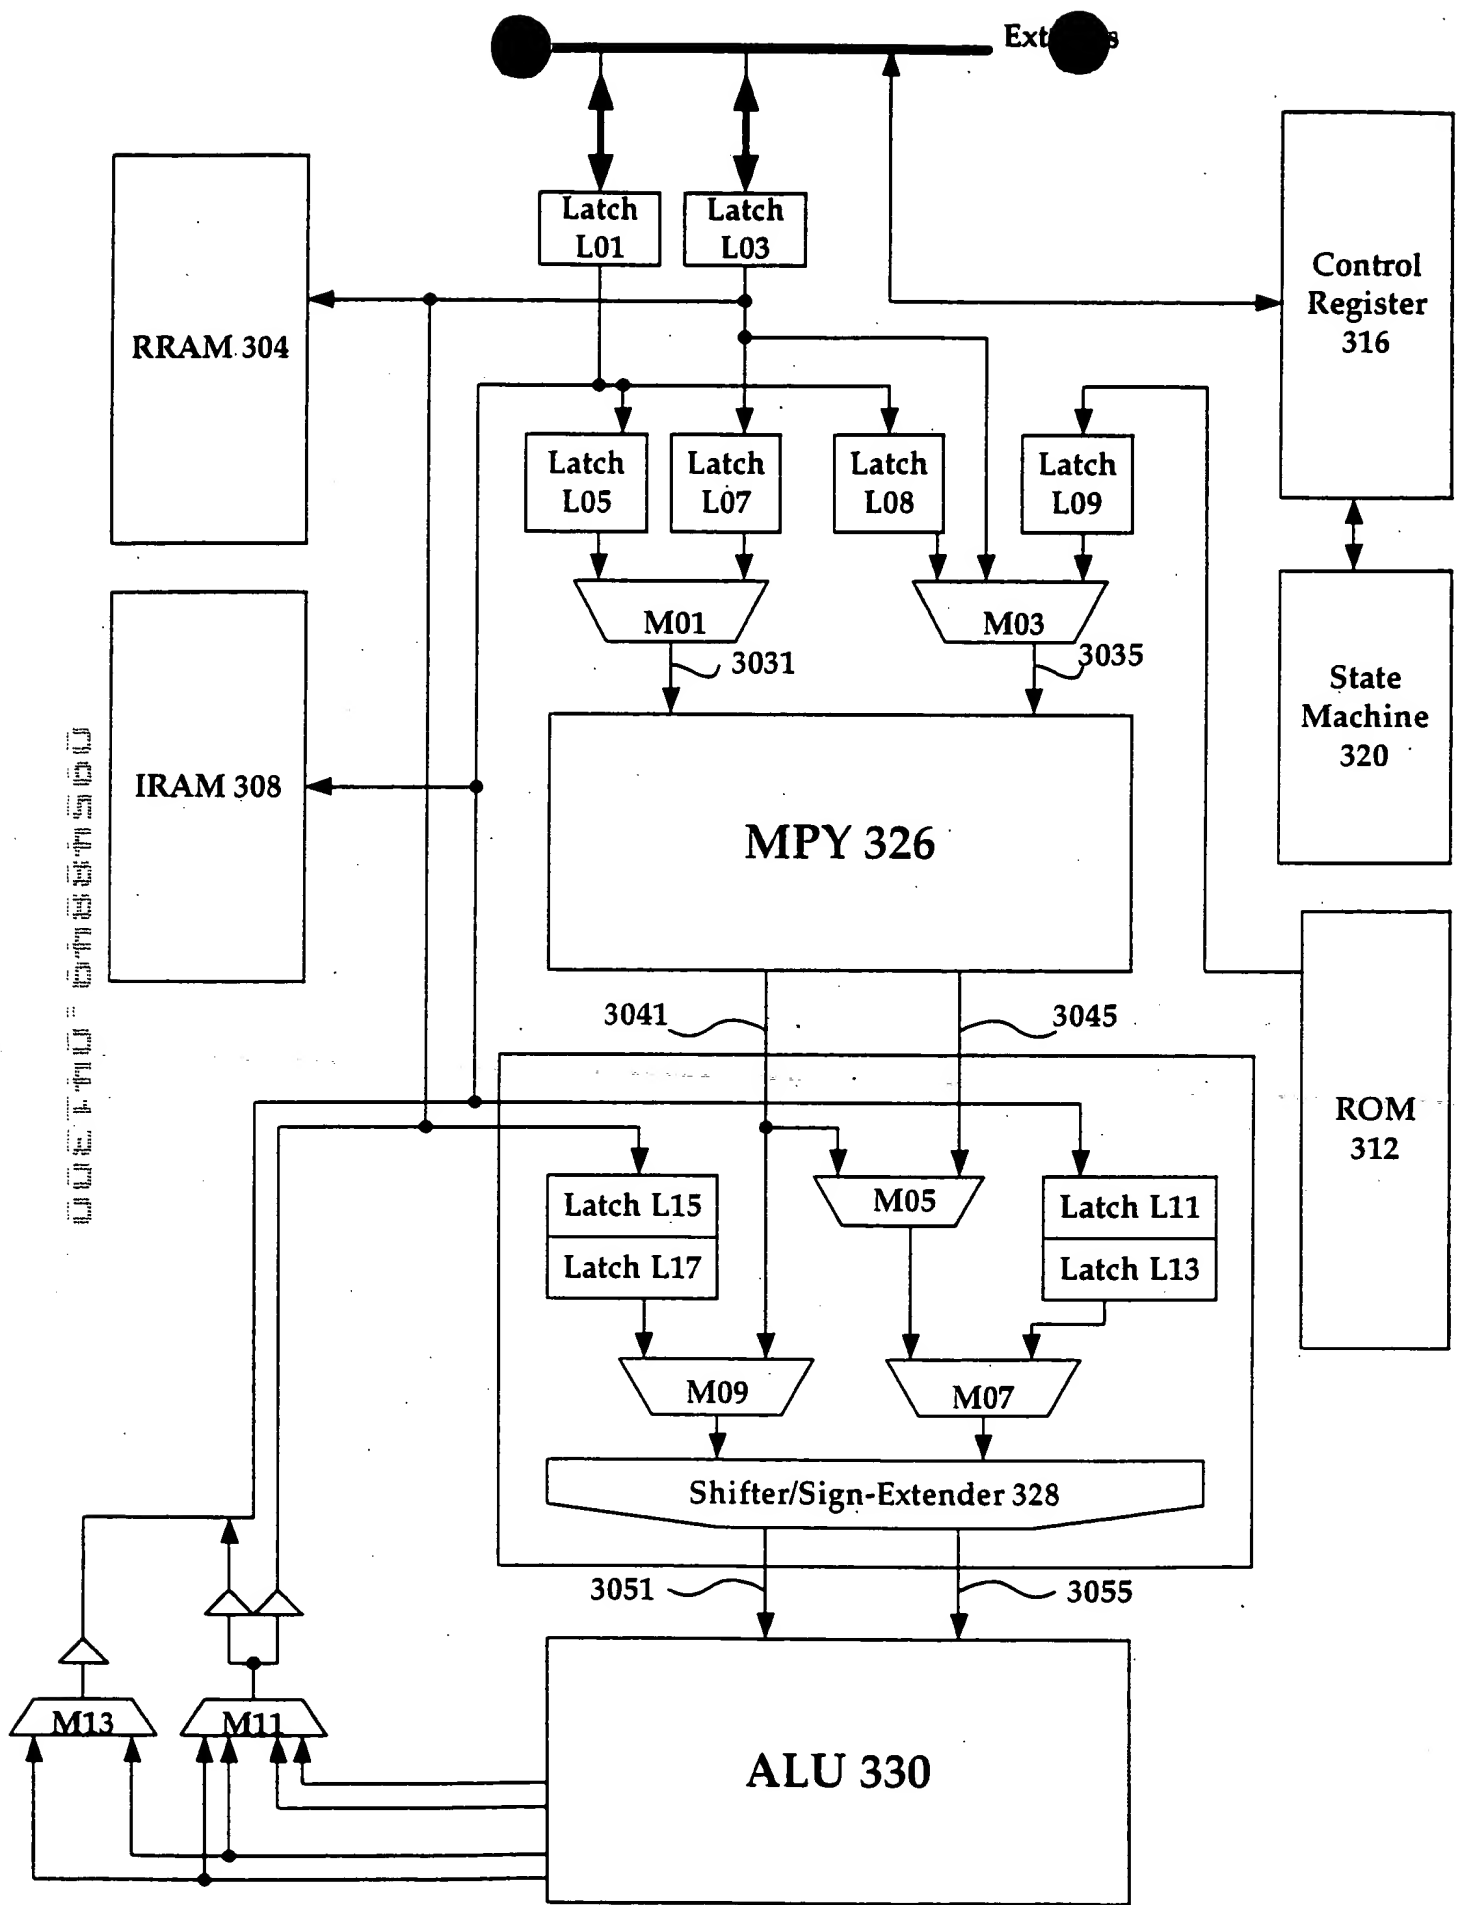 Latch
L01
Latch
L03
Control
Register
316
RRAM 304
Latch
L05
Latch
L07
Latch
L08
Latch
L09
M01
M03
3031
3035
State
Machine
320
IRAM 308
MPY 326
3041
3045
ROM
312
Latch L15
Latch L17
M05
Latch L11
Latch L13
M09
M07
Shifter/Sign-Extender 328
3051
3055
M13
M11
ALU 330